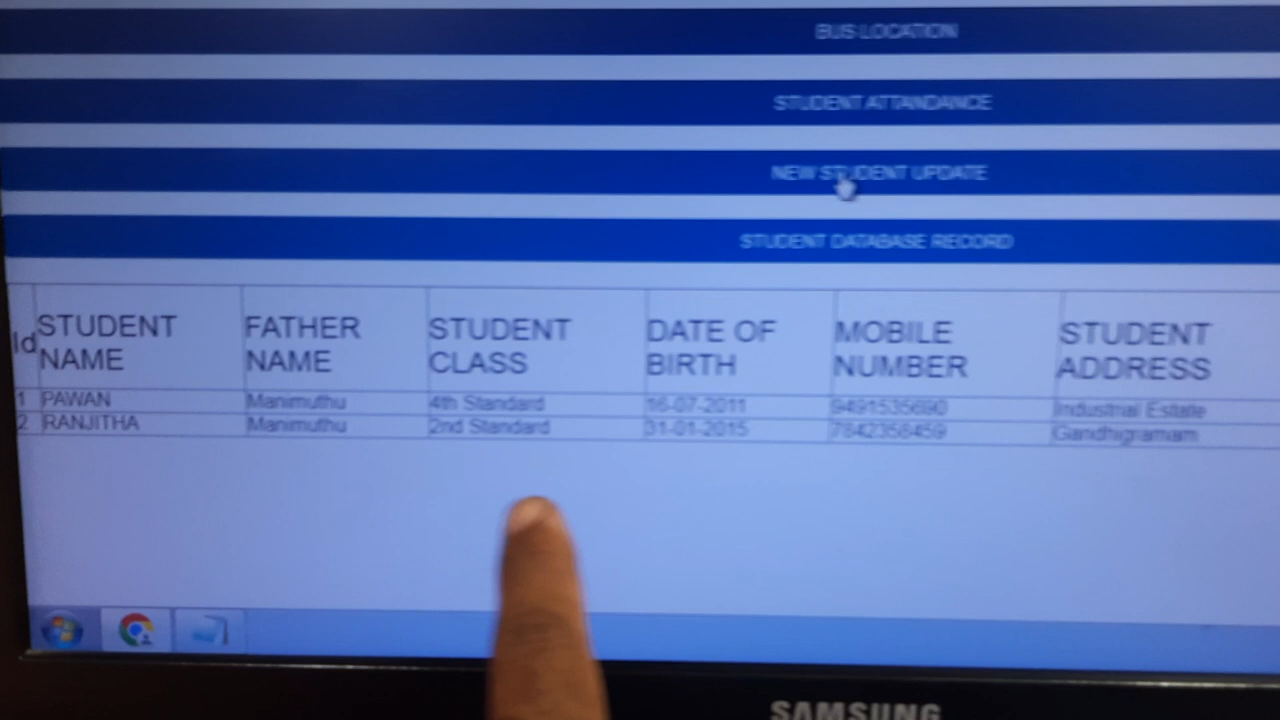 BUS LOCATION
STUDENT ATTANDANCE
NEW STUDENT UPDATE
STUDENT DATABASE RECORD
Id STUDENT NAME FATHER NAME STUDENT CLASS DATE OF BIRTH MOBILE NUMBER STUDENT ADDRESS
1 PAWAN Manimuthu 4th Standard 16-07-2011 9491535690 Industrial Estate
2 RANJITHA Manimuthu 2nd Standard 31-01-2015 7842358459 Gandhigramam
SAMSUNG